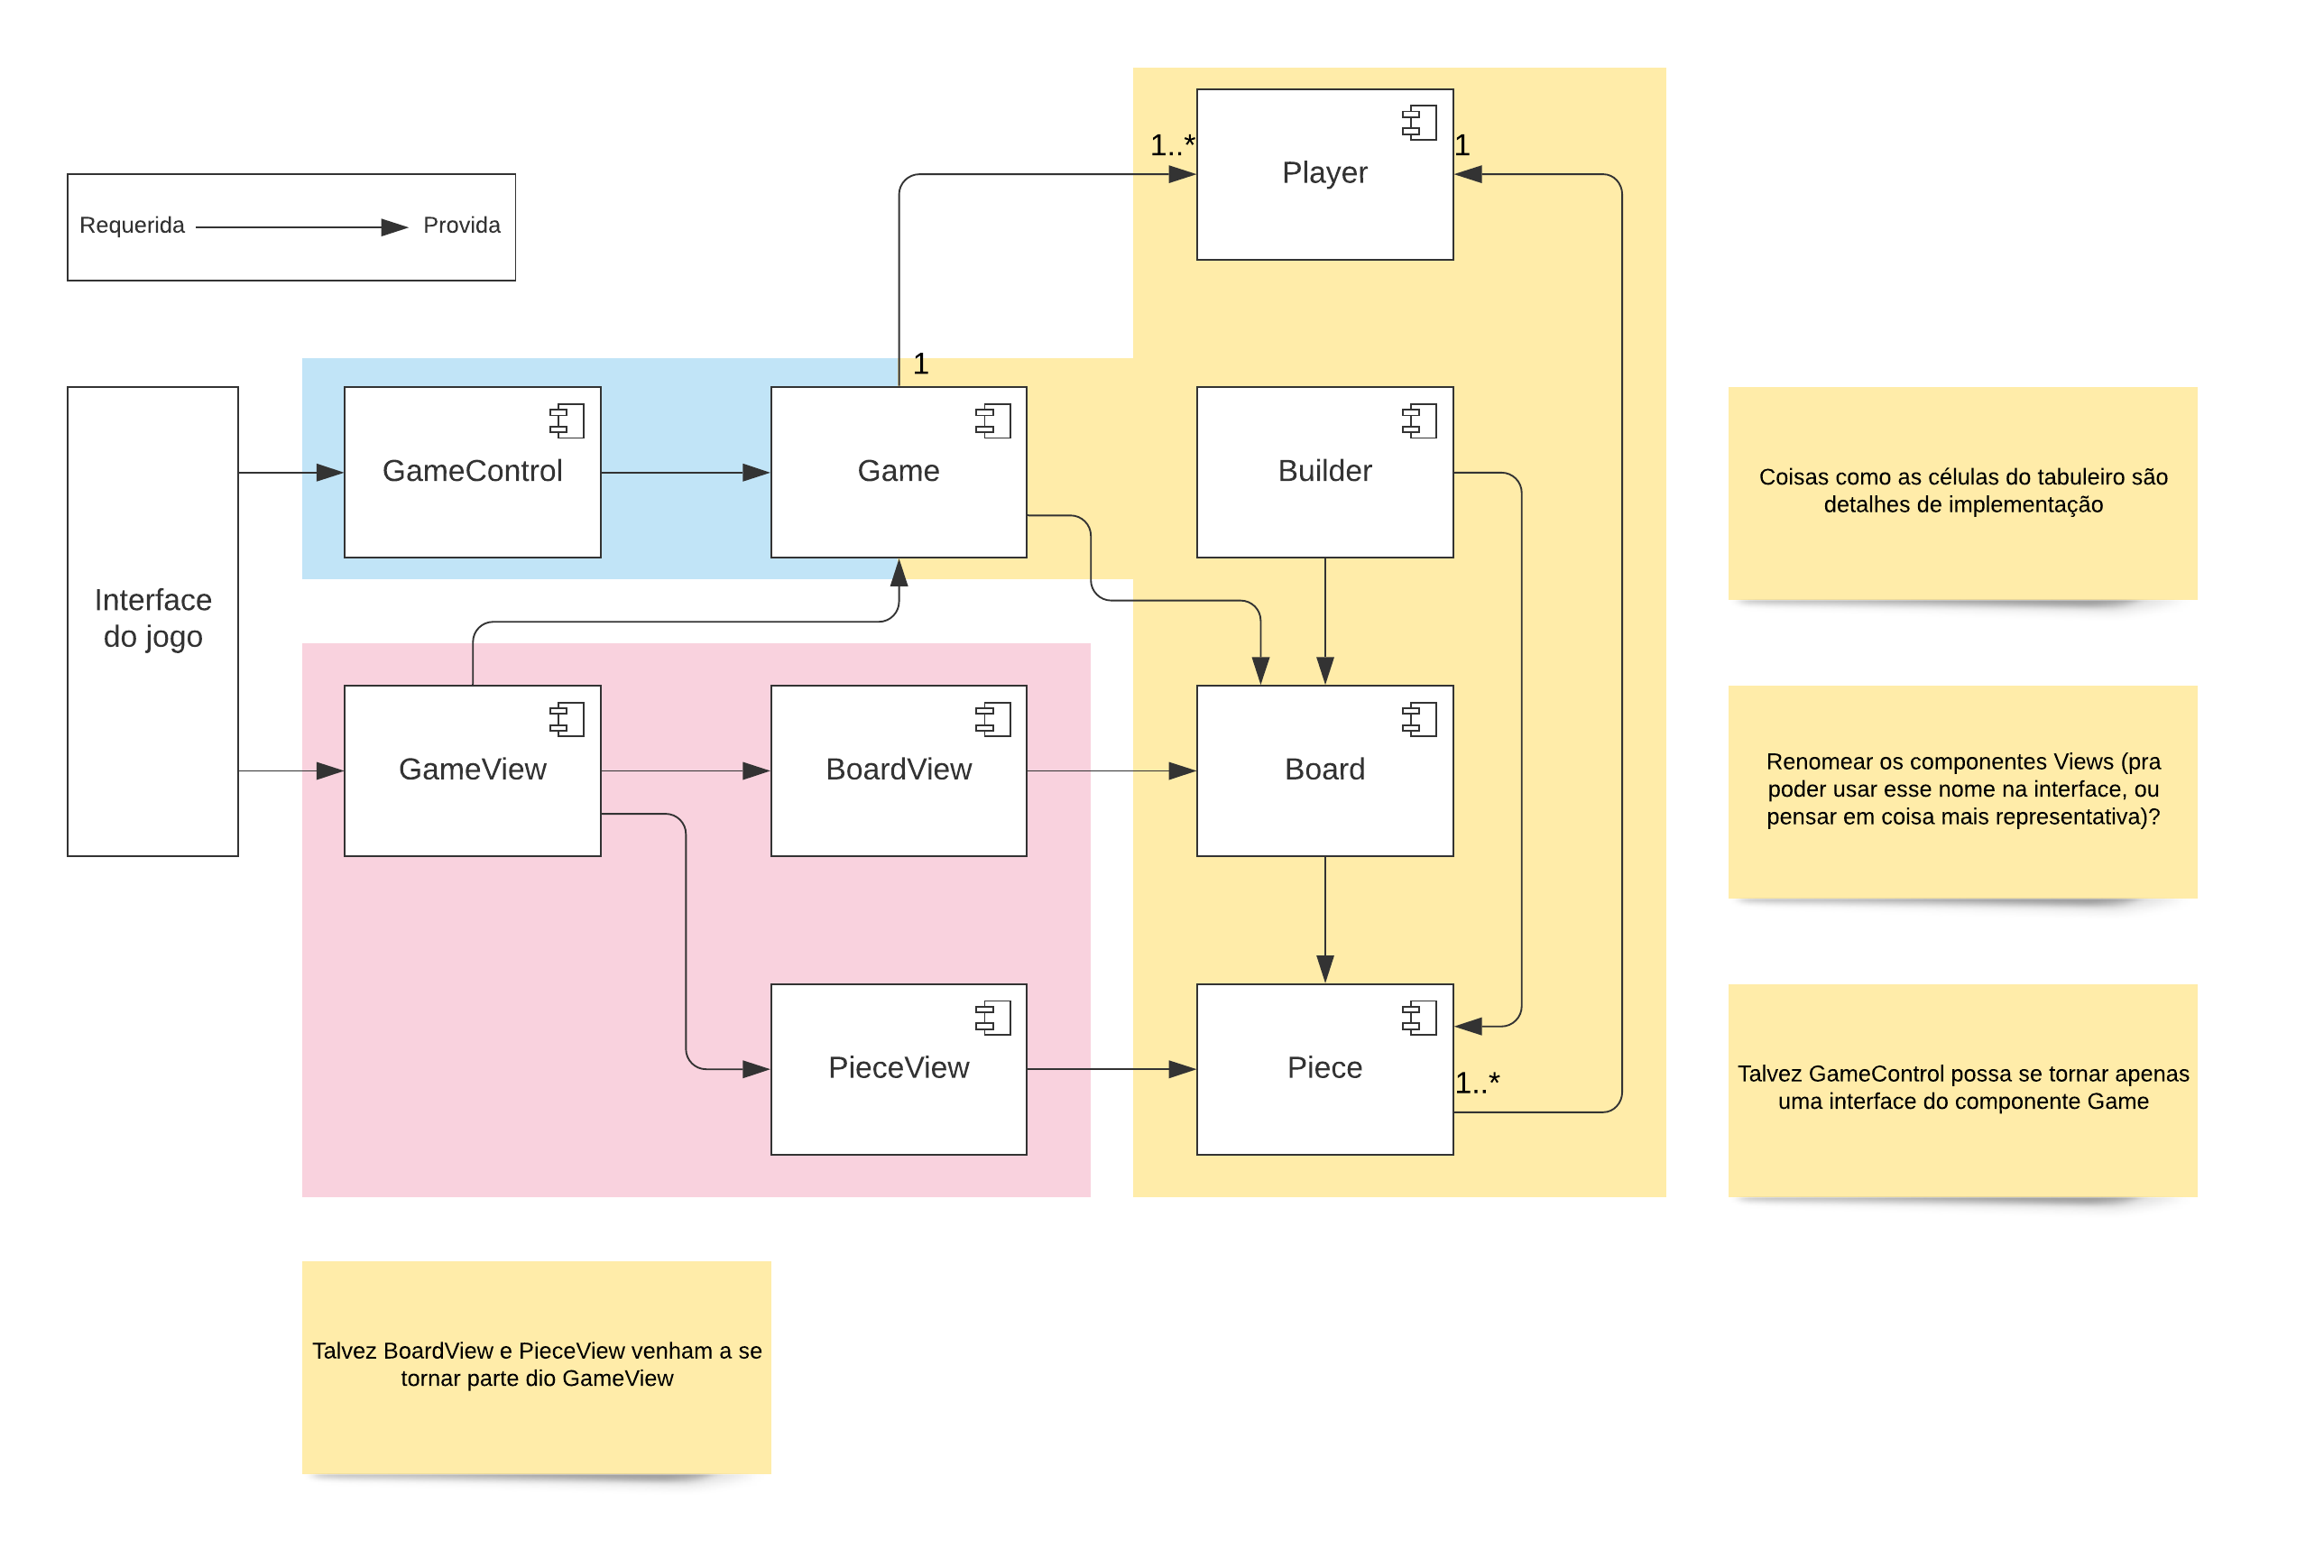 1..*
Player
1
Requerida
Provida
1
GameControl
Game
Builder
Coisas como as células do tabuleiro são
detalhes de implementação
Interface
do jogo
GameView
BoardView
Board
Renomear os componentes Views (pra
poder usar esse nome na interface, ou
pensar em coisa mais representativa)?
PieceView
Piece
1..*
Talvez GameControl possa se tornar apenas
uma interface do componente Game
Talvez BoardView e PieceView venham a se
tornar parte dio GameView